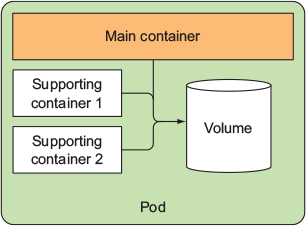 Main container
Supporting
container 1
Supporting
container 2
Volume
Pod